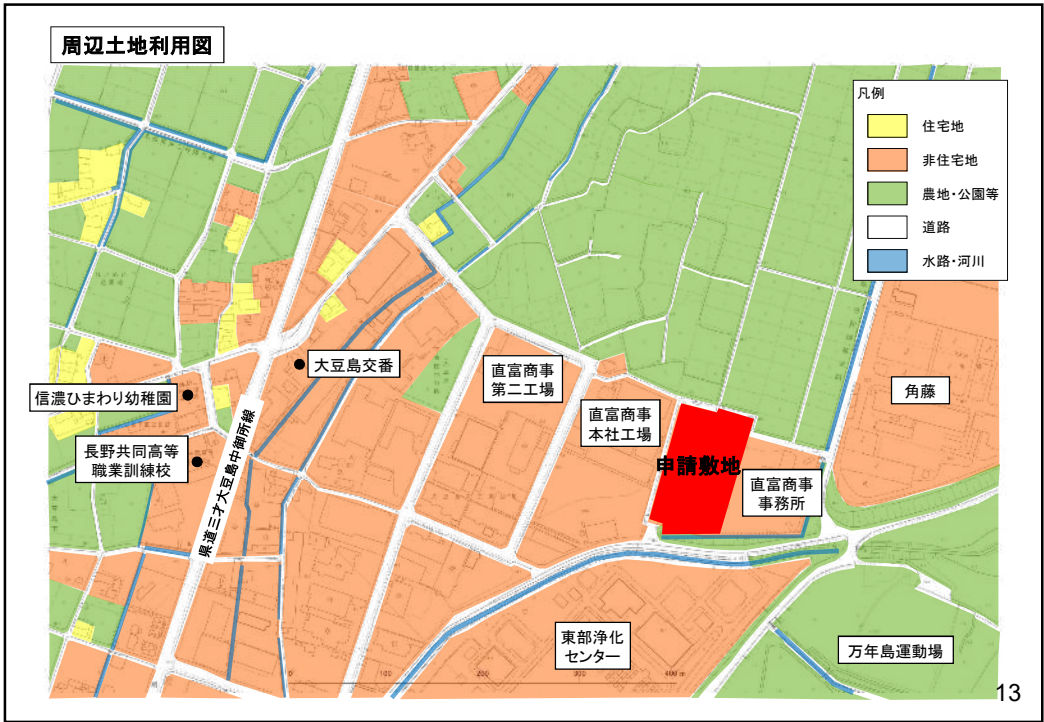 周辺土地利用図
凡例
住宅地
非住宅地
農地・公園等
道路
水路・河川
大豆島交番
信濃ひまわり幼稚園
長野共同高等
職業訓練校
県道三才大豆島中御所線
直富商事
第二工場
直富商事
本社工場
申請敷地
直富商事
事務所
角藤
東部浄化
センター
万年島運動場
0 100 200 300 400 m
13